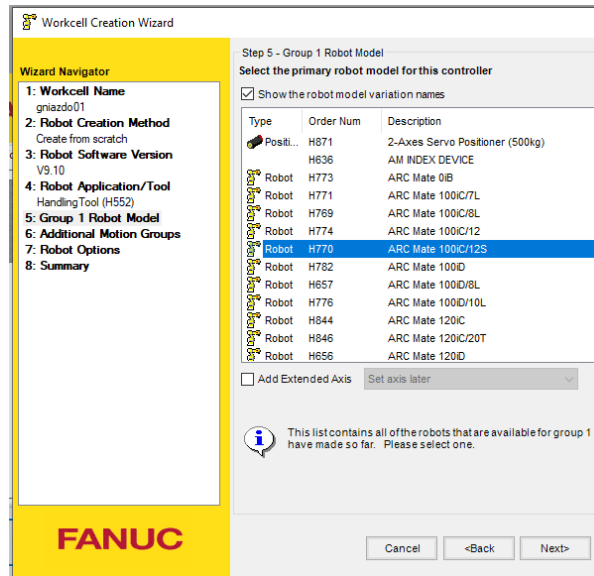 Workcell Creation Wizard
Wizard Navigator
1: Workcell Name
gniazdo01
2: Robot Creation Method
Create from scratch
3: Robot Software Version
V9.10
4: Robot Application/Tool
HandlingTool (H552)
5: Group 1 Robot Model
6: Additional Motion Groups
7: Robot Options
8: Summary
FANUC
Step 5 - Group 1 Robot Model
Select the primary robot model for this controller
Show the robot model variation names
Type Order Num Description
Positi... H871 2-Axes Servo Positioner (500kg)
H636 AM INDEX DEVICE
Robot H773 ARC Mate 0iB
Robot H771 ARC Mate 100iC/7L
Robot H769 ARC Mate 100iC/8L
Robot H774 ARC Mate 100iC/12
Robot H770 ARC Mate 100iC/12S
Robot H782 ARC Mate 100iD
Robot H657 ARC Mate 100iD/8L
Robot H776 ARC Mate 100iD/10L
Robot H844 ARC Mate 120iC
Robot H846 ARC Mate 120iC/20T
Robot H656 ARC Mate 120iD
Add Extended Axis Set axis later
This list contains all of the robots that are available for group 1
have made so far. Please select one.
Cancel <Back Next>